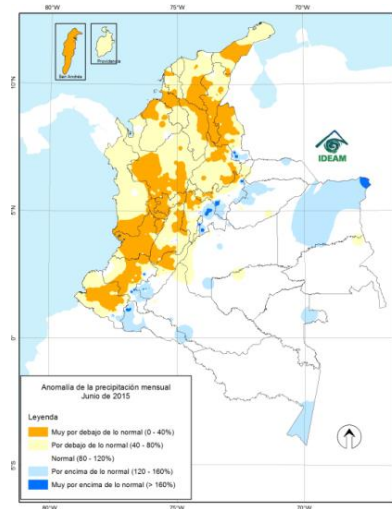 80°W
75°W
70°W
San Andrés
Providencia
10°N
IDEAM
5°N
0°
5°S
Anomalía de la precipitación mensual
Junio de 2015
Leyenda
Muy por debajo de lo normal (0 - 40%)
Por debajo de lo normal (40 - 80%)
Normal (80 - 120%)
Por encima de lo normal (120 - 160%)
Muy por encima de lo normal (> 160%)
80°W
75°W
70°W